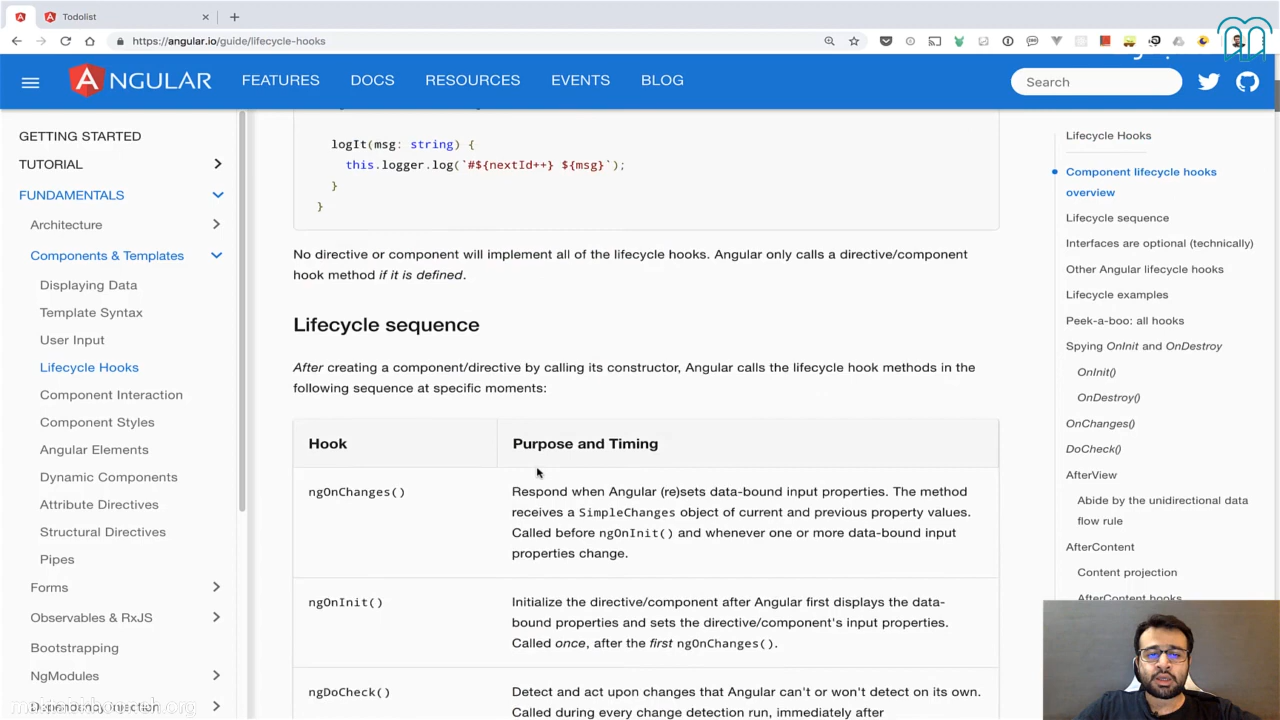 Todolist
https://angular.io/guide/lifecycle-hooks
ANGULAR
FEATURES
DOCS
RESOURCES
EVENTS
BLOG
Search
GETTING STARTED
TUTORIAL
FUNDAMENTALS
Architecture
Components & Templates
Displaying Data
Template Syntax
User Input
Lifecycle Hooks
Component Interaction
Component Styles
Angular Elements
Dynamic Components
Attribute Directives
Structural Directives
Pipes
Forms
Observables & RxJS
Bootstrapping
NgModules
Dependency Injection
logIt(msg: string) {
this.logger.log(`#${nextId++} ${msg}`);
}
}
No directive or component will implement all of the lifecycle hooks. Angular only calls a directive/component
hook method if it is defined.
Lifecycle sequence
After creating a component/directive by calling its constructor, Angular calls the lifecycle hook methods in the
following sequence at specific moments:
Hook
Purpose and Timing
ngOnChanges()
Respond when Angular (re)sets data-bound input properties. The method
receives a SimpleChanges object of current and previous property values.
Called before ngOnInit() and whenever one or more data-bound input
properties change.
ngOnInit()
Initialize the directive/component after Angular first displays the data-
bound properties and sets the directive/component's input properties.
Called once, after the first ngOnChanges().
ngDoCheck()
Detect and act upon changes that Angular can't or won't detect on its own.
Called during every change detection run, immediately after
Lifecycle Hooks
Component lifecycle hooks
overview
Lifecycle sequence
Interfaces are optional (technically)
Other Angular lifecycle hooks
Lifecycle examples
Peek-a-boo: all hooks
Spying OnInit and OnDestroy
OnInit()
OnDestroy()
OnChanges()
DoCheck()
AfterView
Abide by the unidirectional data
flow rule
AfterContent
Content projection
AfterContent hooks